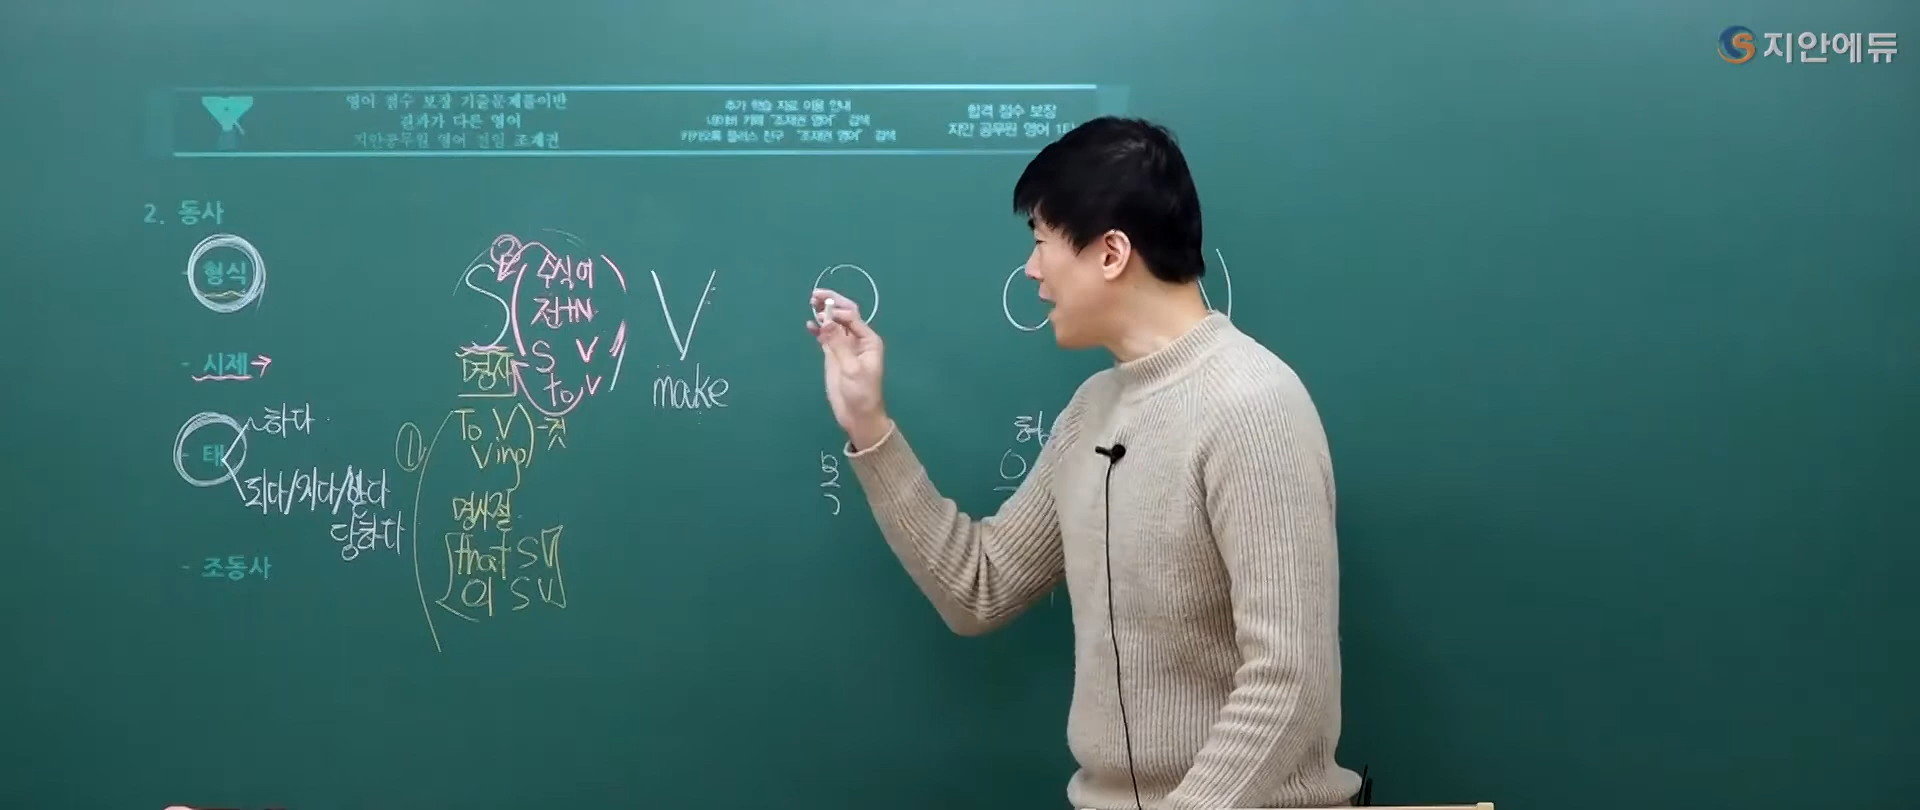 지안에듀
영어 점수 보장 기출문제풀이반
결과가 다른 영어
지안공무원 영어 전임 조재권
추가 학습 자료 이용 안내
네이버 카페 "조재권 영어" 검색
카카오톡 플러스 친구 "조재권 영어" 검색
합격 점수 보장
지안 공무원 영어 1타
2. 동사
- 형식
- 시제 →
- 태
~하다
되다/지다/받다
당하다
- 조동사
S
②
수식어
전+N
S V
to V
명사
V
make
O
①
To V
Ving
-것
명사절
that S V
의 S V